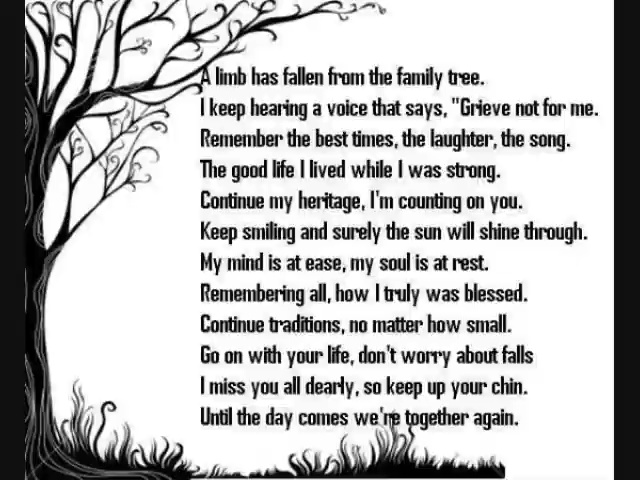 A limb has fallen from the family tree.
I keep hearing a voice that says, "Grieve not for me.
Remember the best times, the laughter, the song.
The good life I lived while I was strong.
Continue my heritage, I'm counting on you.
Keep smiling and surely the sun will shine through.
My mind is at ease, my soul is at rest.
Remembering all, how I truly was blessed.
Continue traditions, no matter how small.
Go on with your life, don't worry about falls
I miss you all dearly, so keep up your chin.
Until the day comes we're together again.